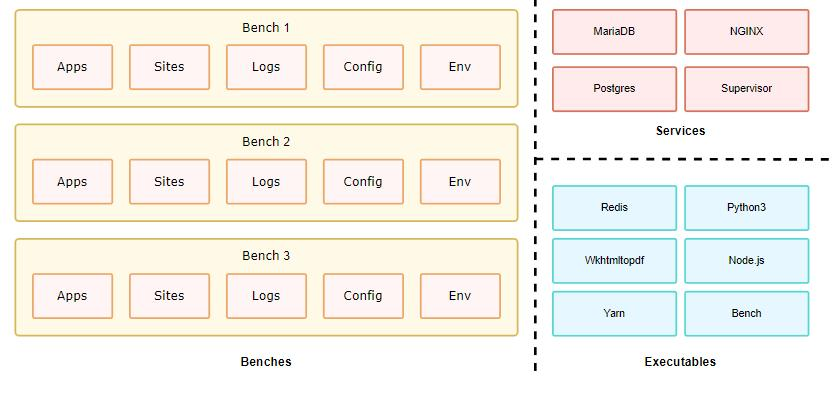 Bench 1
Apps Sites Logs Config Env
Bench 2
Apps Sites Logs Config Env
Bench 3
Apps Sites Logs Config Env
Benches
MariaDB NGINX
Postgres Supervisor
Services
Redis Python3
Wkhtmltopdf Node.js
Yarn Bench
Executables